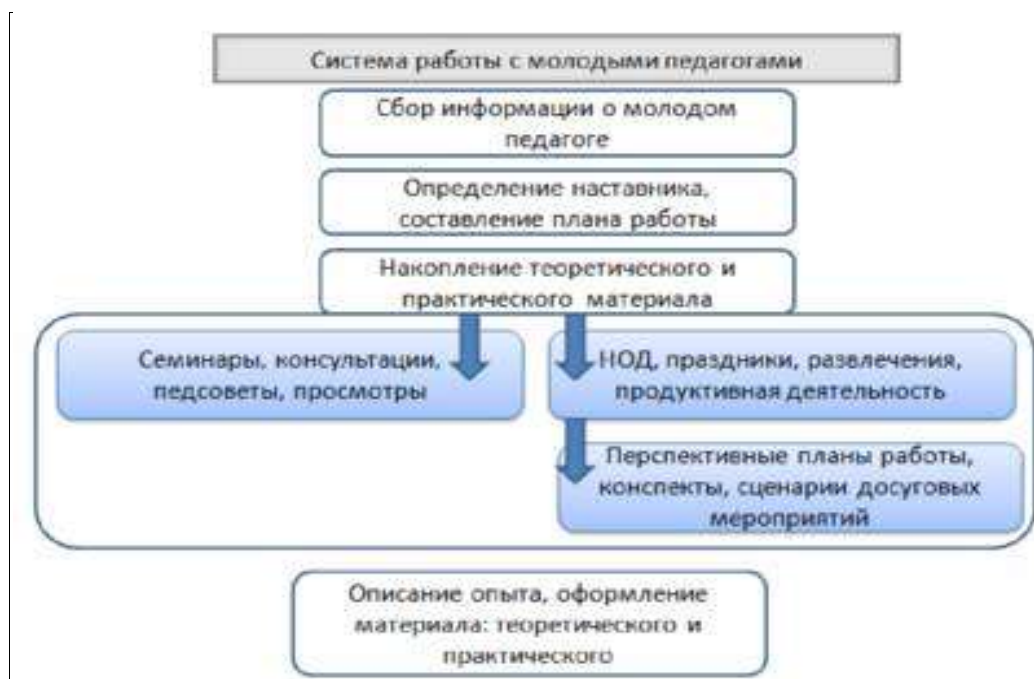 Система работы с молодыми педагогами
Сбор информации о молодом
педагоге
Определение наставника,
составление плана работы
Накопление теоретического и
практического материала
Семинары, консультации,
педсоветы, просмотры
НОД, праздники, развлечения,
продуктивная деятельность
Перспективные планы работы,
конспекты, сценарии досуговых
мероприятий
Описание опыта, оформление
материала: теоретического и
практического